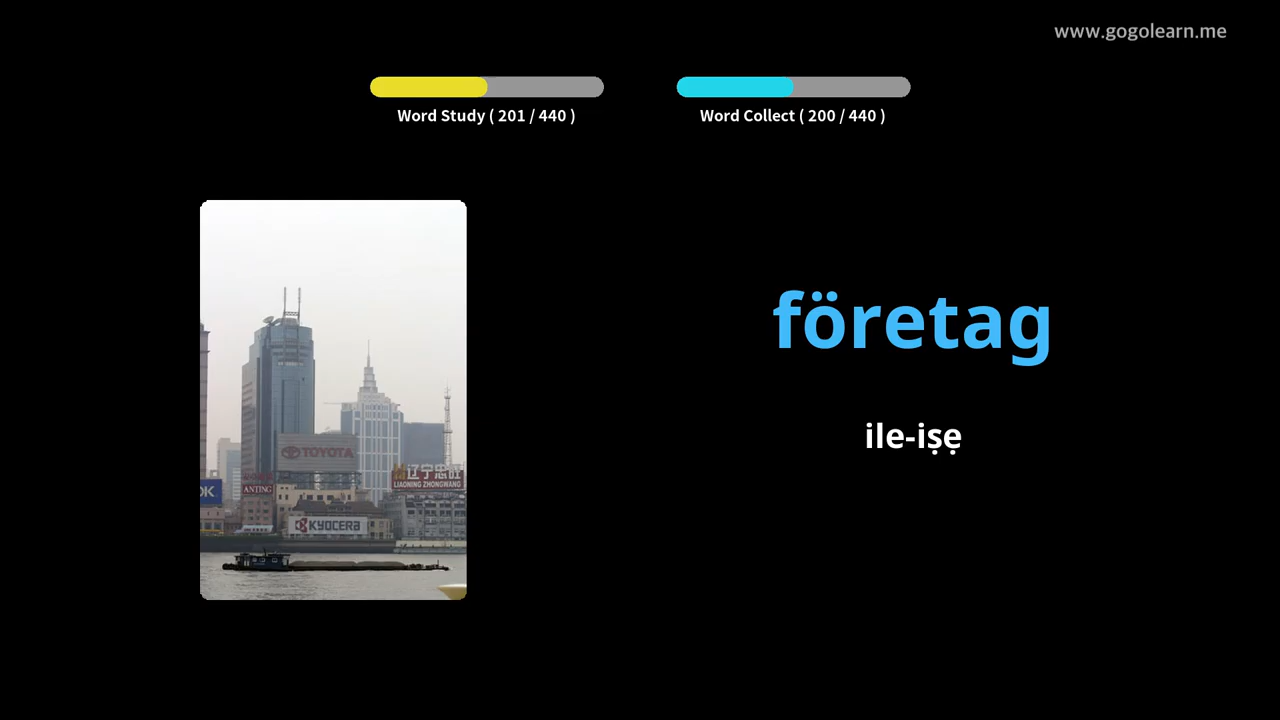 www.gogolearn.me
Word Study ( 201 / 440 )
Word Collect ( 200 / 440 )
företag
ile-iṣẹ
TOYOTA
辽宁忠旺
LIAONING ZHONGWANG
OK
ANTING
KYOCERA